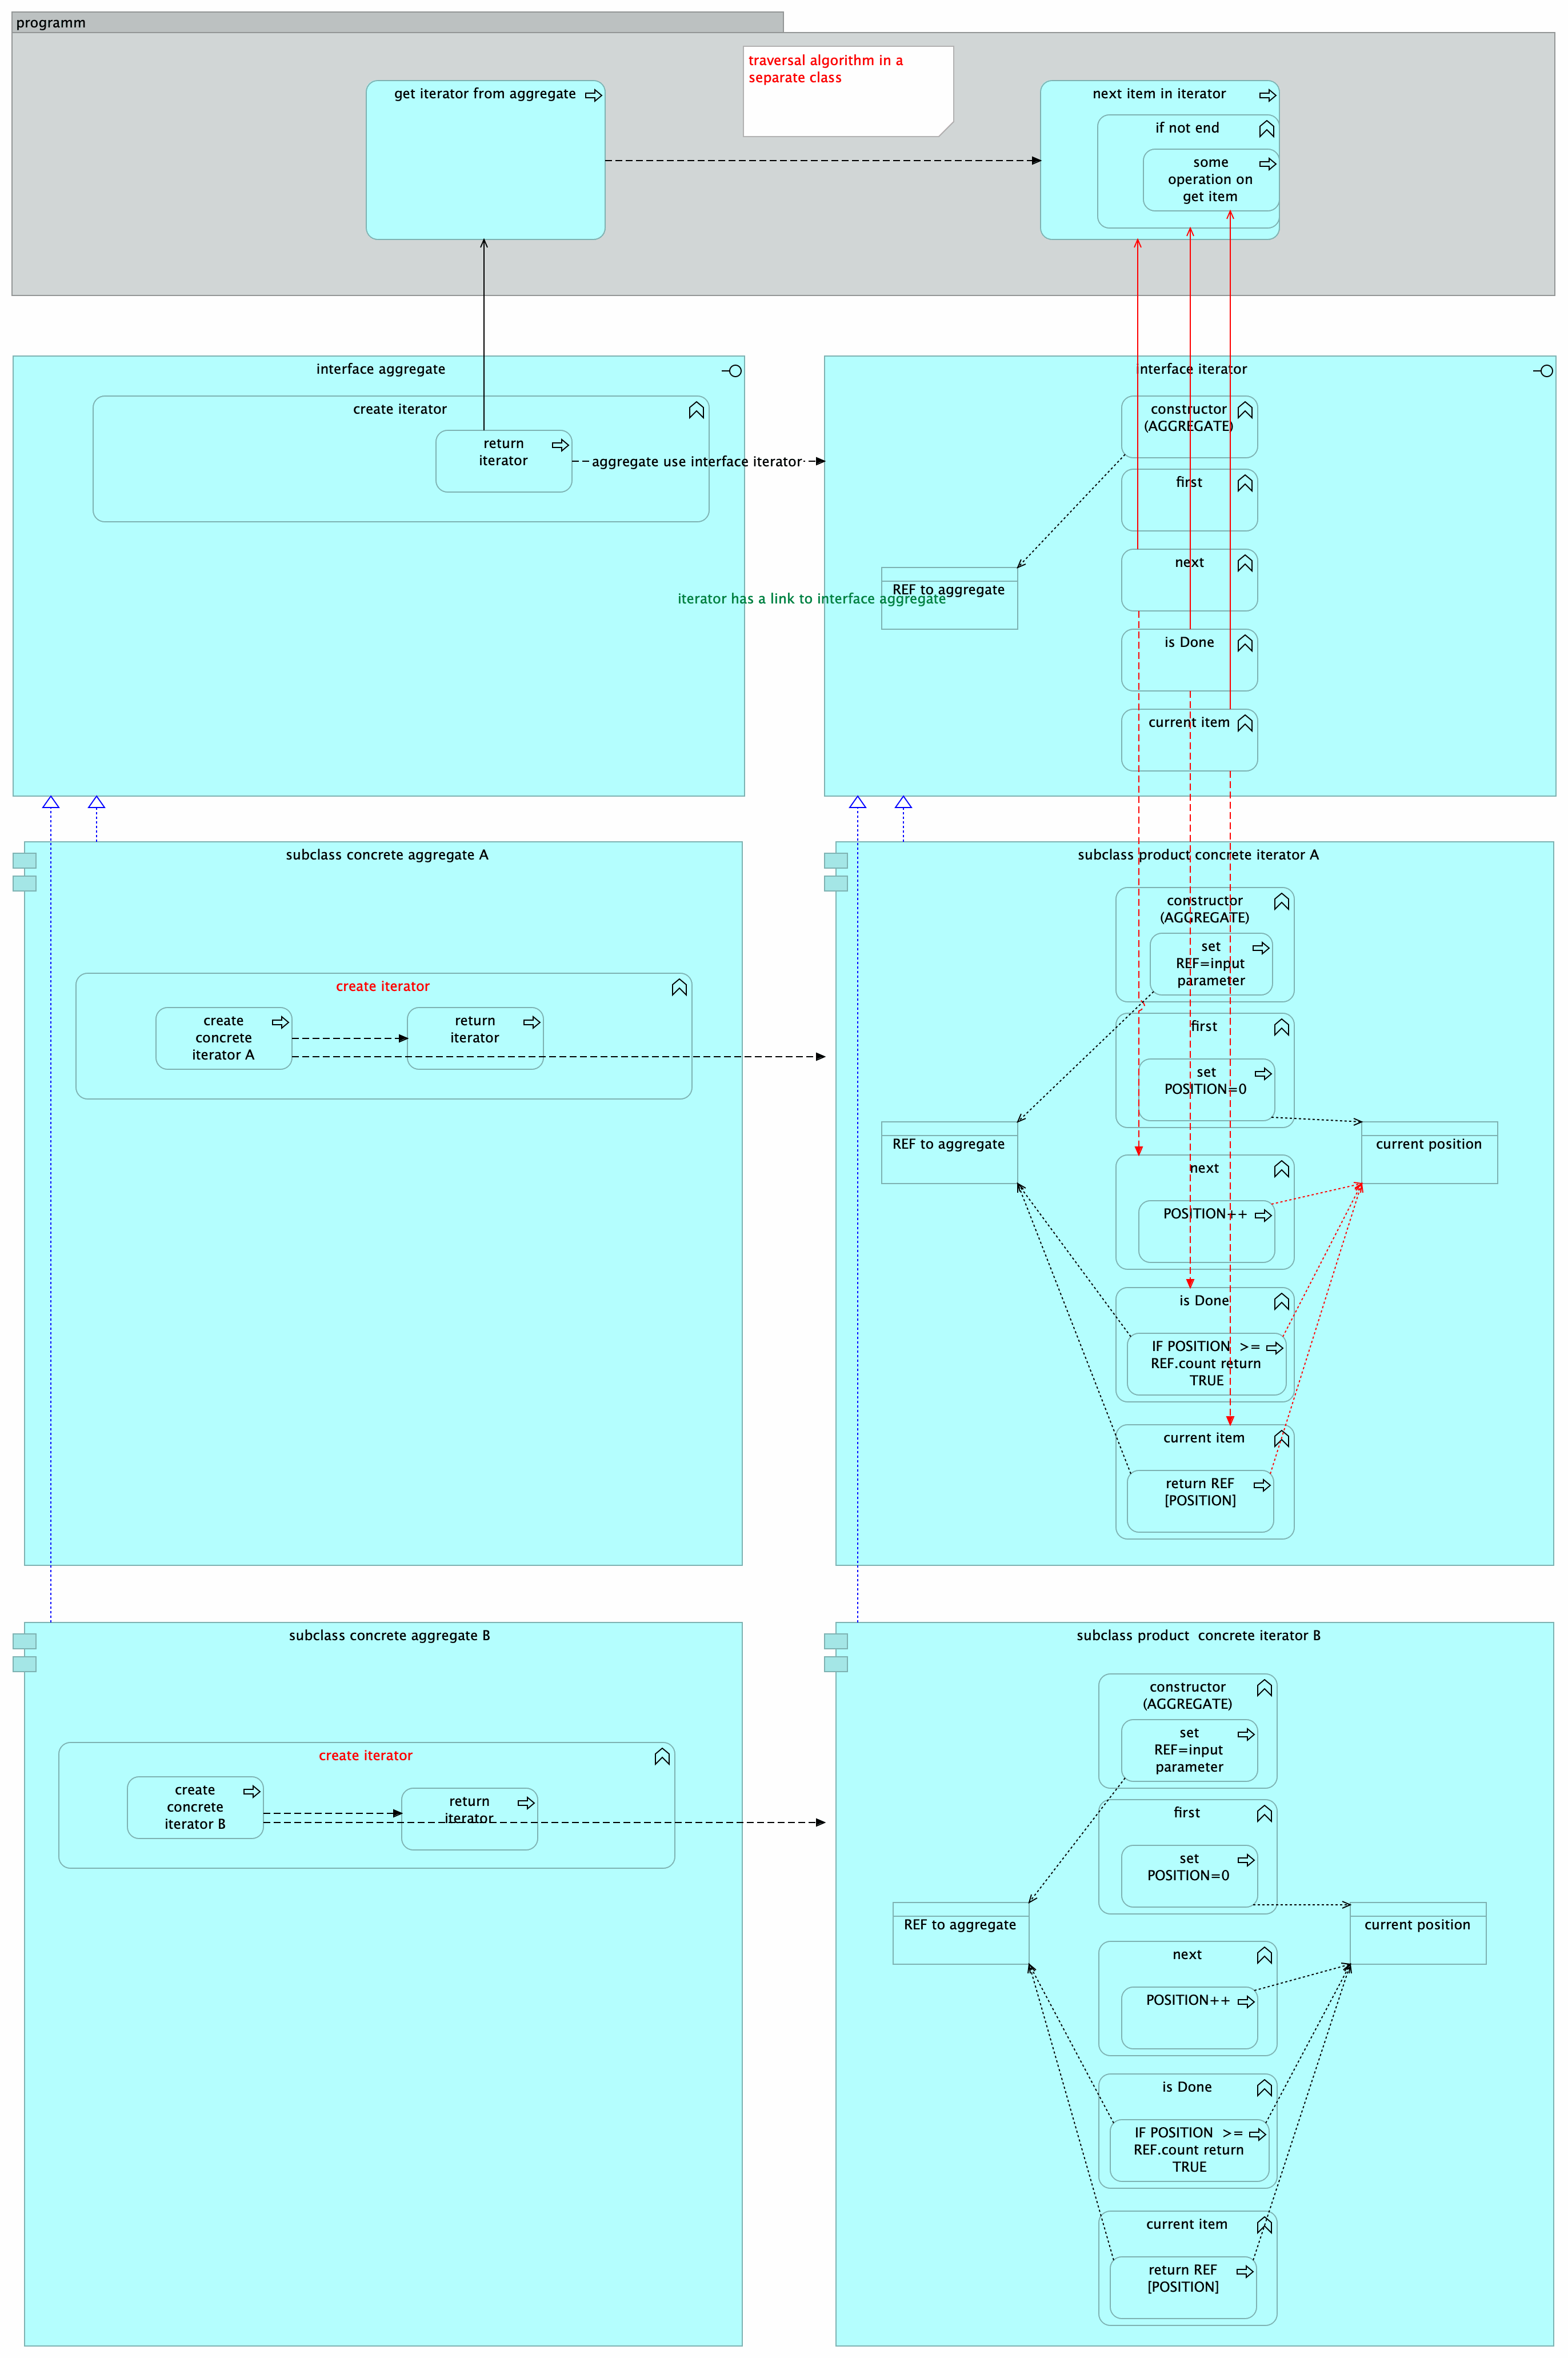 programm
traversal algorithm in a
separate class
get iterator from aggregate
next item in iterator
if not end
some
operation on
get item
interface aggregate
create iterator
return
iterator
aggregate use interface iterator
interface iterator
constructor
(AGGREGATE)
first
next
REF to aggregate
iterator has a link to interface aggregate
is Done
current item
subclass concrete aggregate A
create iterator
create
concrete
iterator A
return
iterator
subclass product concrete iterator A
constructor
(AGGREGATE)
set
REF=input
parameter
first
set
POSITION=0
REF to aggregate
current position
next
POSITION++
is Done
IF POSITION  >=
REF.count return
TRUE
current item
return REF
[POSITION]
subclass concrete aggregate B
create iterator
create
concrete
iterator B
return
iterator
subclass product  concrete iterator B
constructor
(AGGREGATE)
set
REF=input
parameter
first
set
POSITION=0
REF to aggregate
current position
next
POSITION++
is Done
IF POSITION  >=
REF.count return
TRUE
current item
return REF
[POSITION]